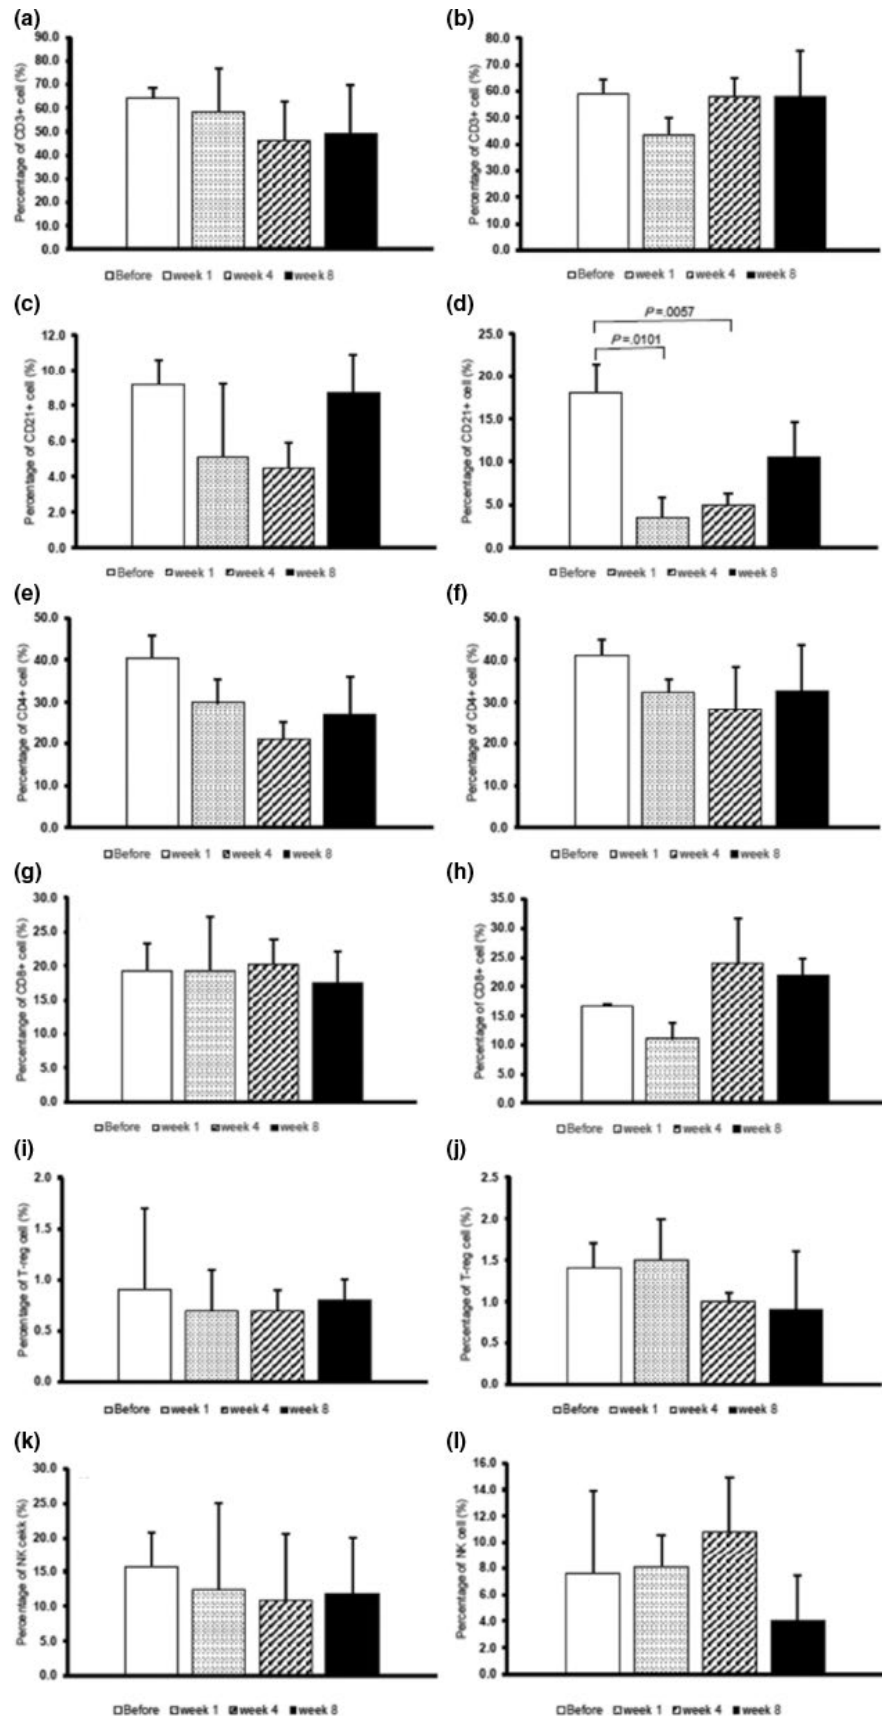 (a)
Percentage of CD3+ cell (%)
90.0
80.0
70.0
60.0
50.0
40.0
30.0
20.0
10.0
0.0
Before week 1 week 4 week 8
(b)
Percentage of CD3+ cell (%)
80.0
70.0
60.0
50.0
40.0
30.0
20.0
10.0
0.0
Before week 1 week 4 week 8
(c)
Percentage of CD21+ cell (%)
12.0
10.0
8.0
6.0
4.0
2.0
0.0
Before week 1 week 4 week 8
(d)
Percentage of CD21+ cell (%)
25.0
20.0
15.0
10.0
5.0
0.0
P=.0057
P=.0101
Before week 1 week 4 week 8
(e)
Percentage of CD4+ cell (%)
50.0
40.0
30.0
20.0
10.0
0.0
Before week 1 week 4 week 8
(f)
Percentage of CD4+ cell (%)
50.0
40.0
30.0
20.0
10.0
0.0
Before week 1 week 4 week 8
(g)
Percentange of CD8+ cell (%)
30.0
25.0
20.0
15.0
10.0
5.0
0.0
Before week 1 week 4 week 8
(h)
Percentage of CD8+ cell (%)
35.0
30.0
25.0
20.0
15.0
10.0
5.0
0.0
Before week 1 week 4 week 8
(i)
Percentage of T-reg cell (%)
2.0
1.5
1.0
0.5
0.0
Before week 1 week 4 week 8
(j)
Percentage of T-reg cell (%)
2.5
2.0
1.5
1.0
0.5
0.0
Before week 1 week 4 week 8
(k)
Percentage of NK cekk (%)
30.0
25.0
20.0
15.0
10.0
5.0
0.0
Before week 1 week 4 week 8
(l)
Percentage of NK cell (%)
16.0
14.0
12.0
10.0
8.0
6.0
4.0
2.0
0.0
Before week 1 week 4 week 8